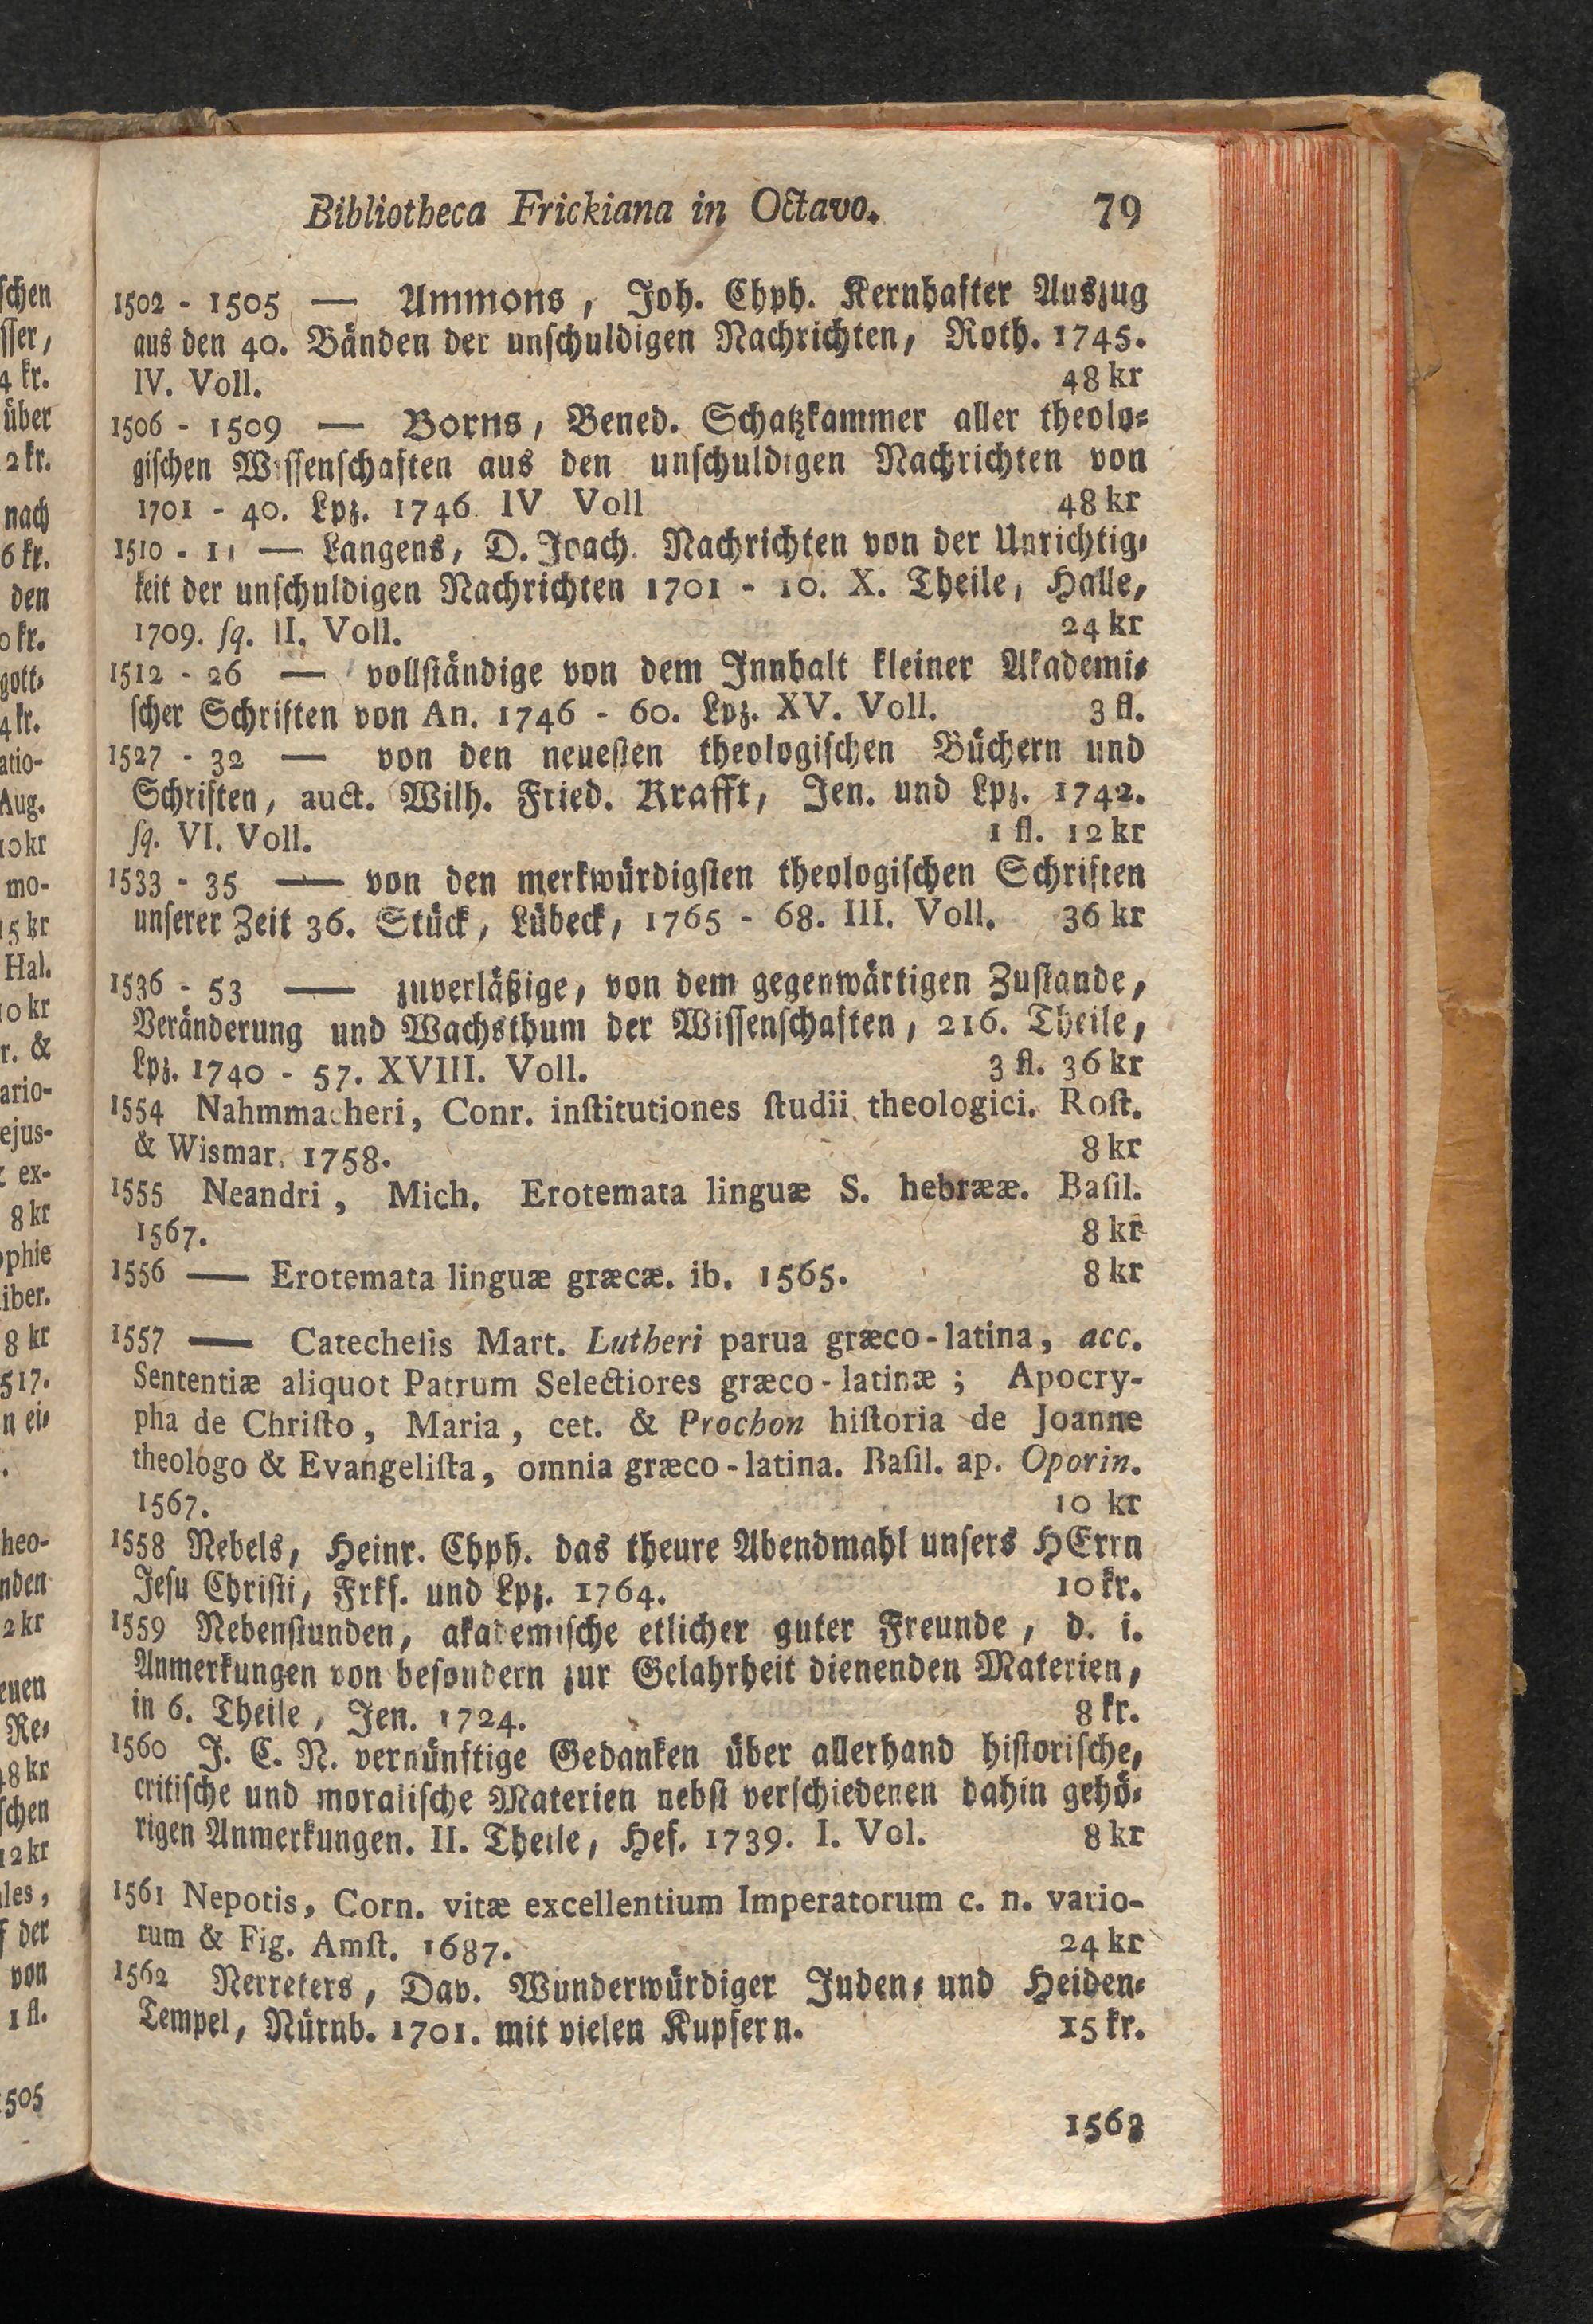 Bibliotheca Frickiana in Octavo. 79
1502 - 1505 — Ammons, Joh. Chph. Kernhafter Auszug
aus den 40. Bänden der unschuldigen Nachrichten, Roth. 1745.
IV. Voll. 48 kr
1506 - 1509 — Borns, Bened. Schatzkammer aller theolo-
gischen Wissenschaften aus den unschuldigen Nachrichten von
1701 - 40. Lpz. 1746 IV Voll 48 kr
1510 - 11 — Langens, D. Joach. Nachrichten von der Unrichtig-
keit der unschuldigen Nachrichten 1701 - 10. X. Theile, Halle,
1709. sq. II. Voll. 24 kr
1512 - 26 — vollständige von dem Innhalt kleiner Akademi-
scher Schriften von An. 1746 - 60. Lpz. XV. Voll. 3 fl.
1527 - 32 — von den neuesten theologischen Büchern und
Schriften, auct. Wilh. Fried. Krafft, Jen. und Lpz. 1742.
sq. VI. Voll. 1 fl. 12 kr
1533 - 35 — von den merkwürdigsten theologischen Schriften
unserer Zeit 36. Stück, Lübeck, 1765 - 68. III. Voll. 36 kr
1536 - 53 — zuverläßige, von dem gegenwärtigen Zustande,
Veränderung und Wachsthum der Wissenschaften, 216. Theile,
Lpz. 1740 - 57. XVIII. Voll. 3 fl. 36 kr
1554 Nahmmacheri, Conr. institutiones studii theologici. Rost.
& Wismar. 1758. 8 kr
1555 Neandri, Mich. Erotemata linguæ S. hebrææ. Basil.
1567. 8 kr
1556 — Erotemata linguæ græcæ. ib. 1565. 8 kr
1557 — Catechesis Mart. Lutheri parua græco-latina, acc.
Sententiæ aliquot Patrum Selectiores græco-latinæ; Apocry-
pha de Christo, Maria, cet. & Prochon historia de Joanne
theologo & Evangelista, omnia græco-latina. Basil. ap. Oporin.
1567. 10 kr
1558 Nebels, Heinr. Chph. das theure Abendmahl unsers HErrn
Jesu Christi, Frkf. und Lpz. 1764. 10 kr.
1559 Nebenstunden, akademische etlicher guter Freunde, d. i.
Anmerkungen von besondern zur Gelahrheit dienenden Materien,
in 6. Theile, Jen. 1724. 8 kr.
1560 J. C. N. vernünftige Gedanken über allerhand historische,
critische und moralische Materien nebst verschiedenen dahin gehö-
rigen Anmerkungen. II. Theile, Hef. 1739. I. Vol. 8 kr
1561 Nepotis, Corn. vitæ excellentium Imperatorum c. n. vario-
rum & Fig. Amst. 1687. 24 kr
1562 Nerreters, Dav. Wunderwürdiger Juden- und Heiden-
Tempel, Nürnb. 1701. mit vielen Kupfern. 15 kr.
1563